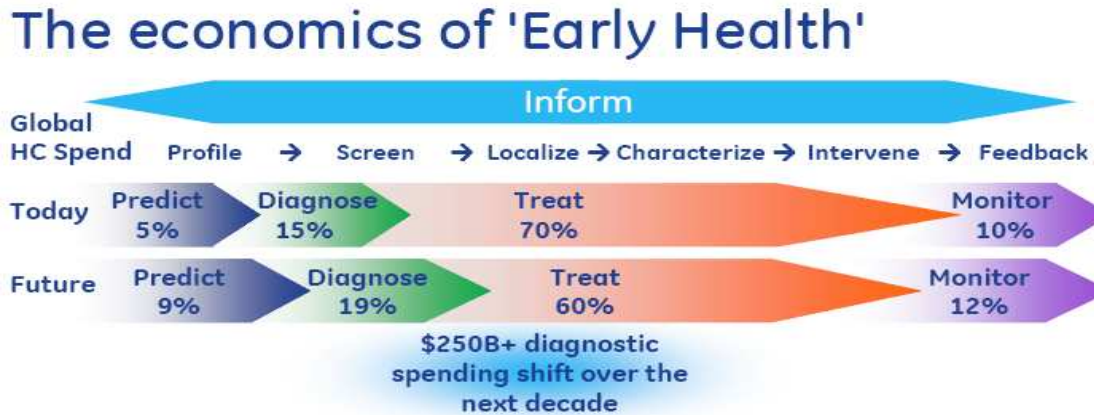 The economics of 'Early Health'
Inform
Global
HC Spend Profile → Screen → Localize → Characterize → Intervene → Feedback
Today Predict Diagnose Treat Monitor
5% 15% 70% 10%
Future Predict Diagnose Treat Monitor
9% 19% 60% 12%
$250B+ diagnostic
spending shift over the
next decade